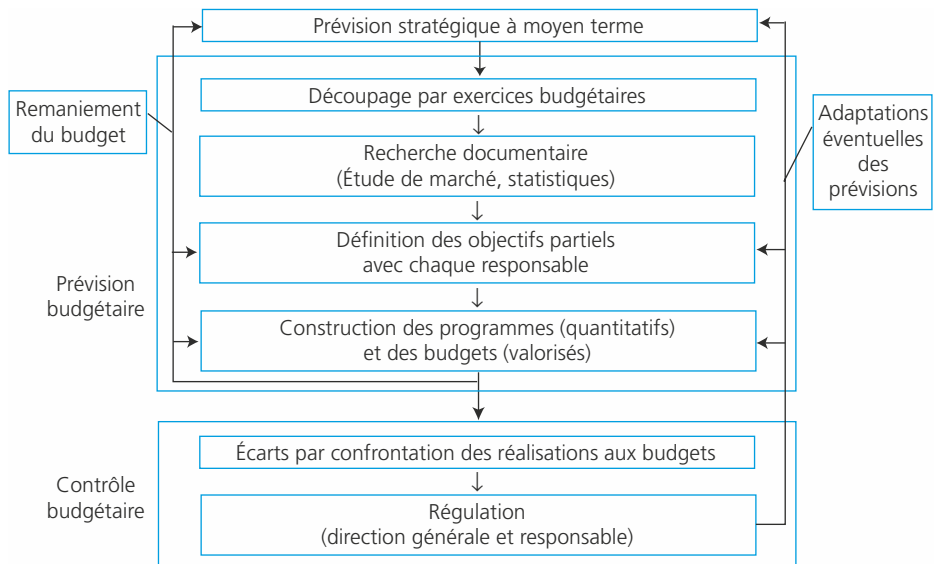 Prévision stratégique à moyen terme
Découpage par exercices budgétaires
Remaniement
du budget
Adaptations
éventuelles
des
prévisions
Recherche documentaire
(Étude de marché, statistiques)
Définition des objectifs partiels
avec chaque responsable
Prévision
budgétaire
Construction des programmes (quantitatifs)
et des budgets (valorisés)
Écarts par confrontation des réalisations aux budgets
Contrôle
budgétaire
Régulation
(direction générale et responsable)